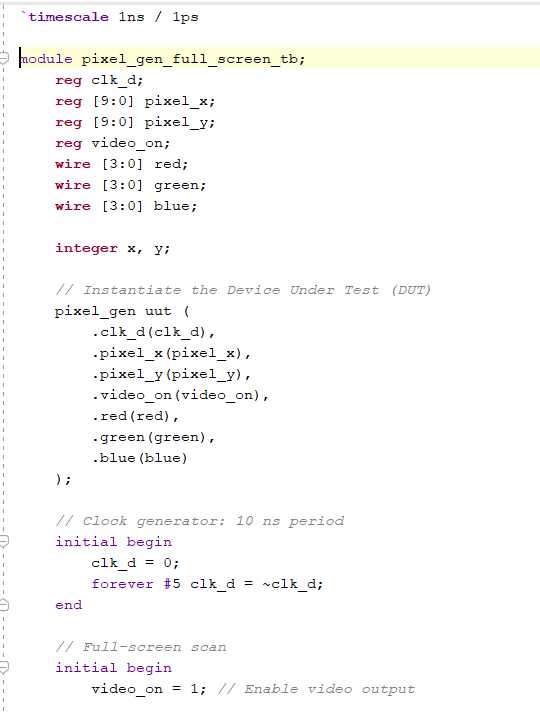 `timescale 1ns / 1ps
module pixel_gen_full_screen_tb;
reg clk_d;
reg [9:0] pixel_x;
reg [9:0] pixel_y;
reg video_on;
wire [3:0] red;
wire [3:0] green;
wire [3:0] blue;
integer x, y;
// Instantiate the Device Under Test (DUT)
pixel_gen uut (
.clk_d(clk_d),
.pixel_x(pixel_x),
.pixel_y(pixel_y),
.video_on(video_on),
.red(red),
.green(green),
.blue(blue)
);
// Clock generator: 10 ns period
initial begin
clk_d = 0;
forever #5 clk_d = ~clk_d;
end
// Full-screen scan
initial begin
video_on = 1; // Enable video output